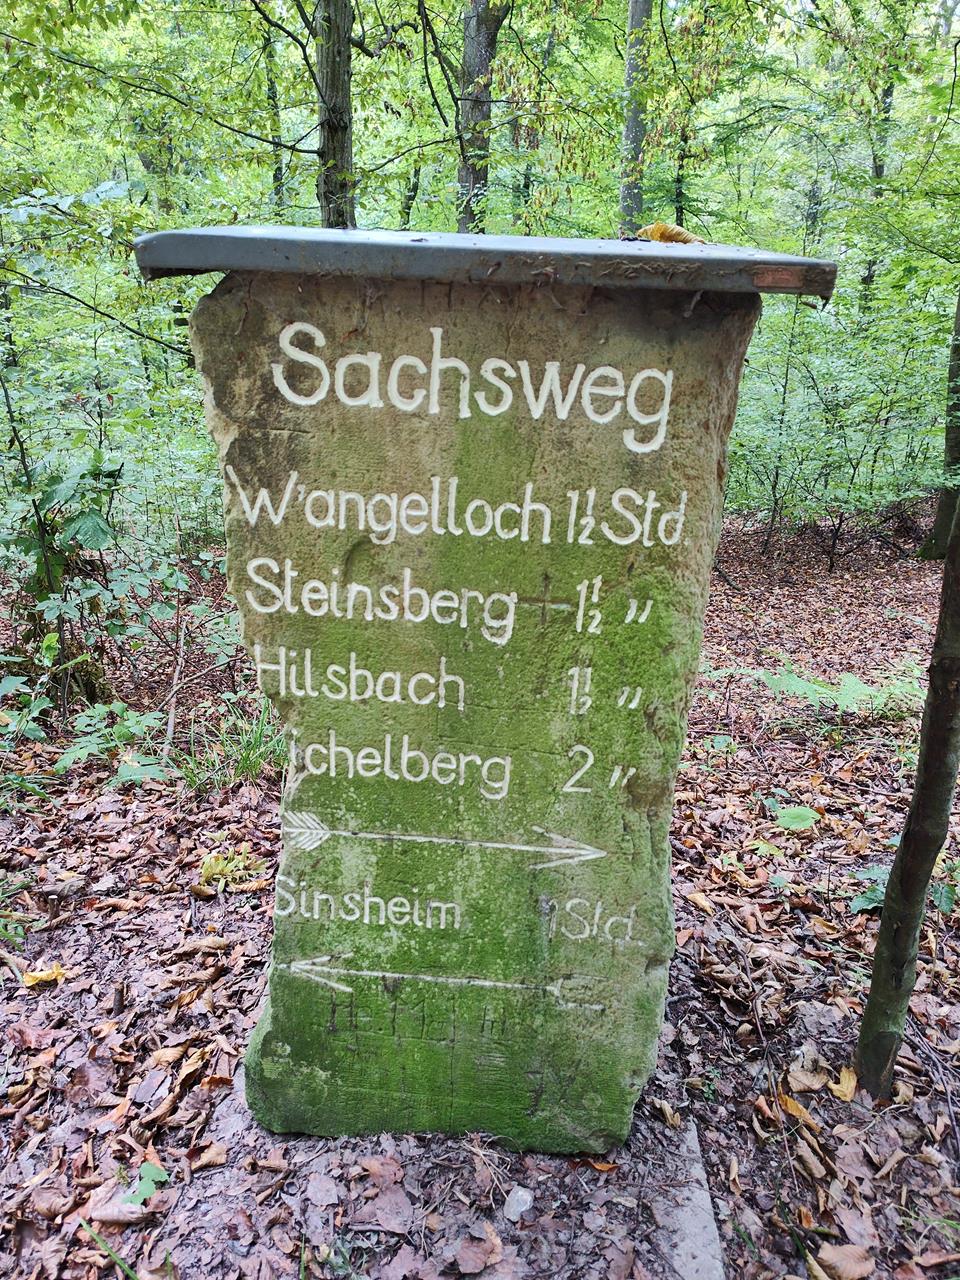 Sachsweg
W'angelloch 1½ Std.
Steinsberg 1½ "
Hilsbach 1½ "
ichelberg 2 "
Sinsheim 1 Std.